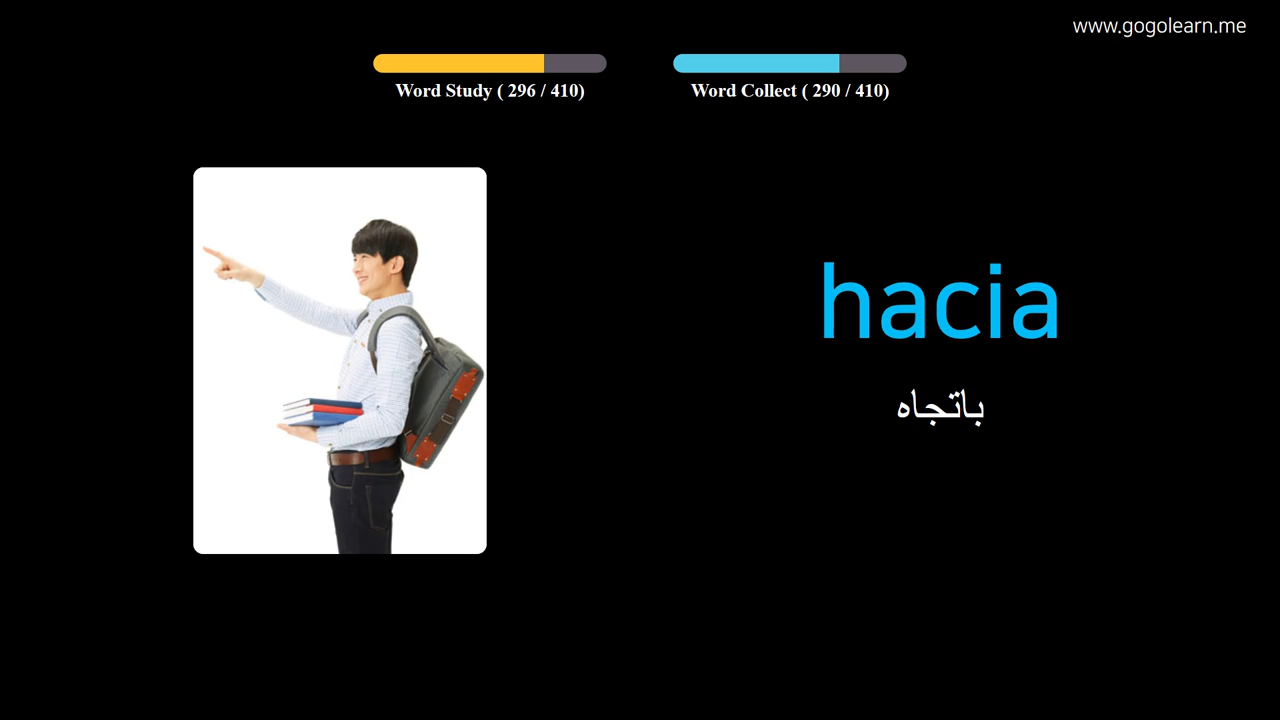 www.gogolearn.me
Word Study ( 296 / 410)
Word Collect ( 290 / 410)
hacia
باتجاه